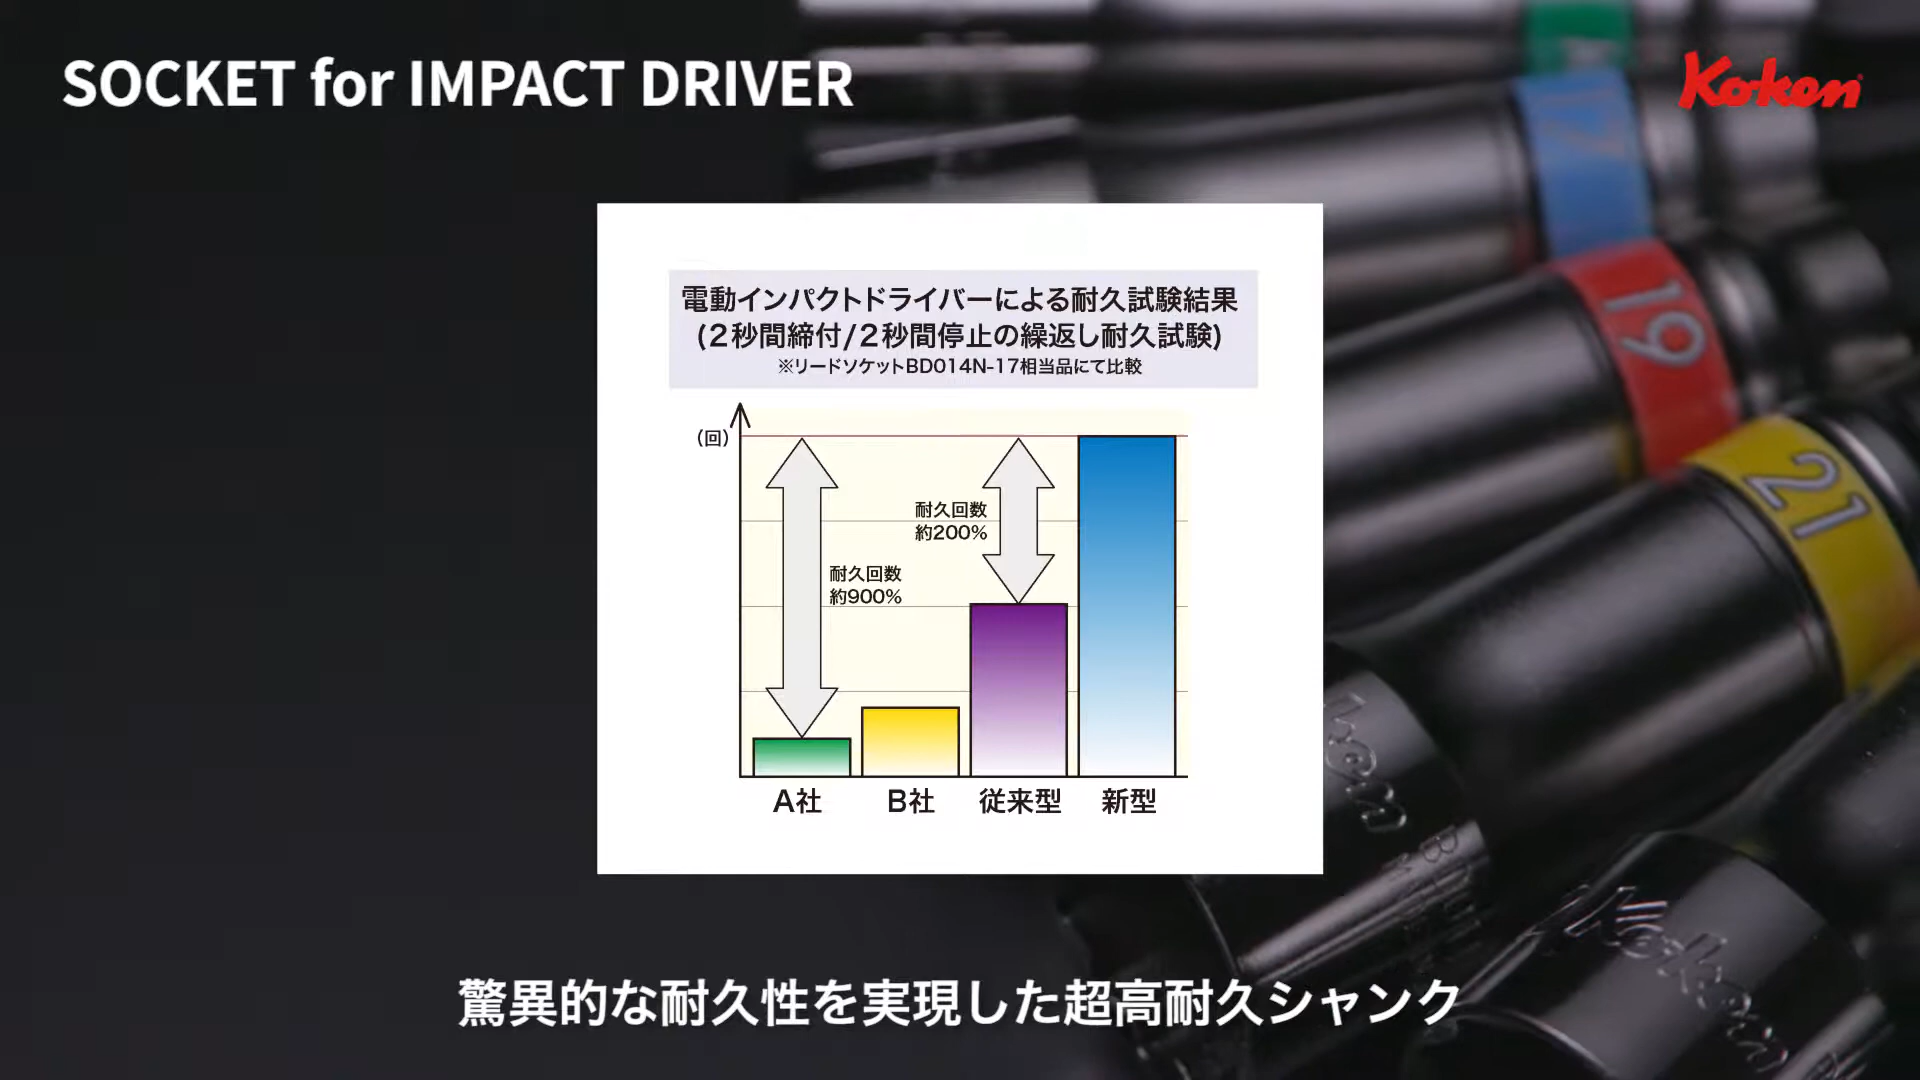 SOCKET for IMPACT DRIVER
Koken
17
19
21
電動インパクトドライバーによる耐久試験結果
(2秒間締付/2秒間停止の繰返し耐久試験)
※リードソケットBD014N-17相当品にて比較
(回)
耐久回数
約200%
耐久回数
約900%
A社
B社
従来型
新型
Koken
驚異的な耐久性を実現した超高耐久シャンク